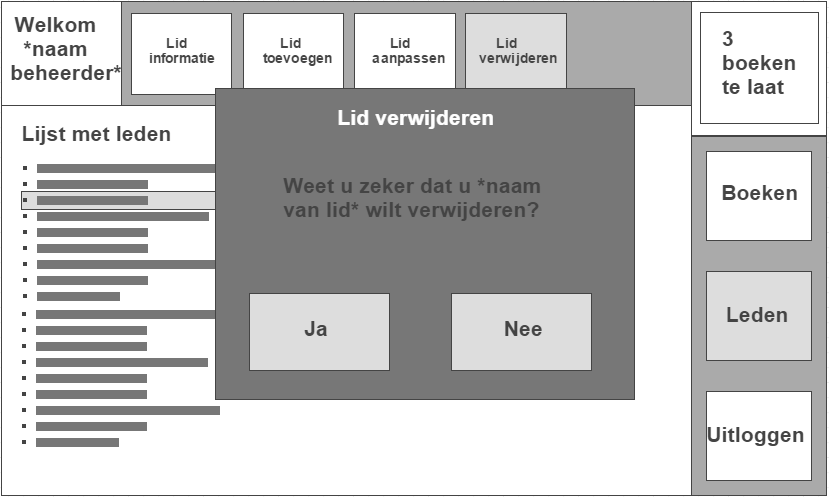 Welkom
*naam
beheerder*
Lid
informatie
Lid
toevoegen
Lid
aanpassen
Lid
verwijderen
3
boeken
te laat
Lijst met leden
Lid verwijderen
Weet u zeker dat u *naam
van lid* wilt verwijderen?
Ja
Nee
Boeken
Leden
Uitloggen